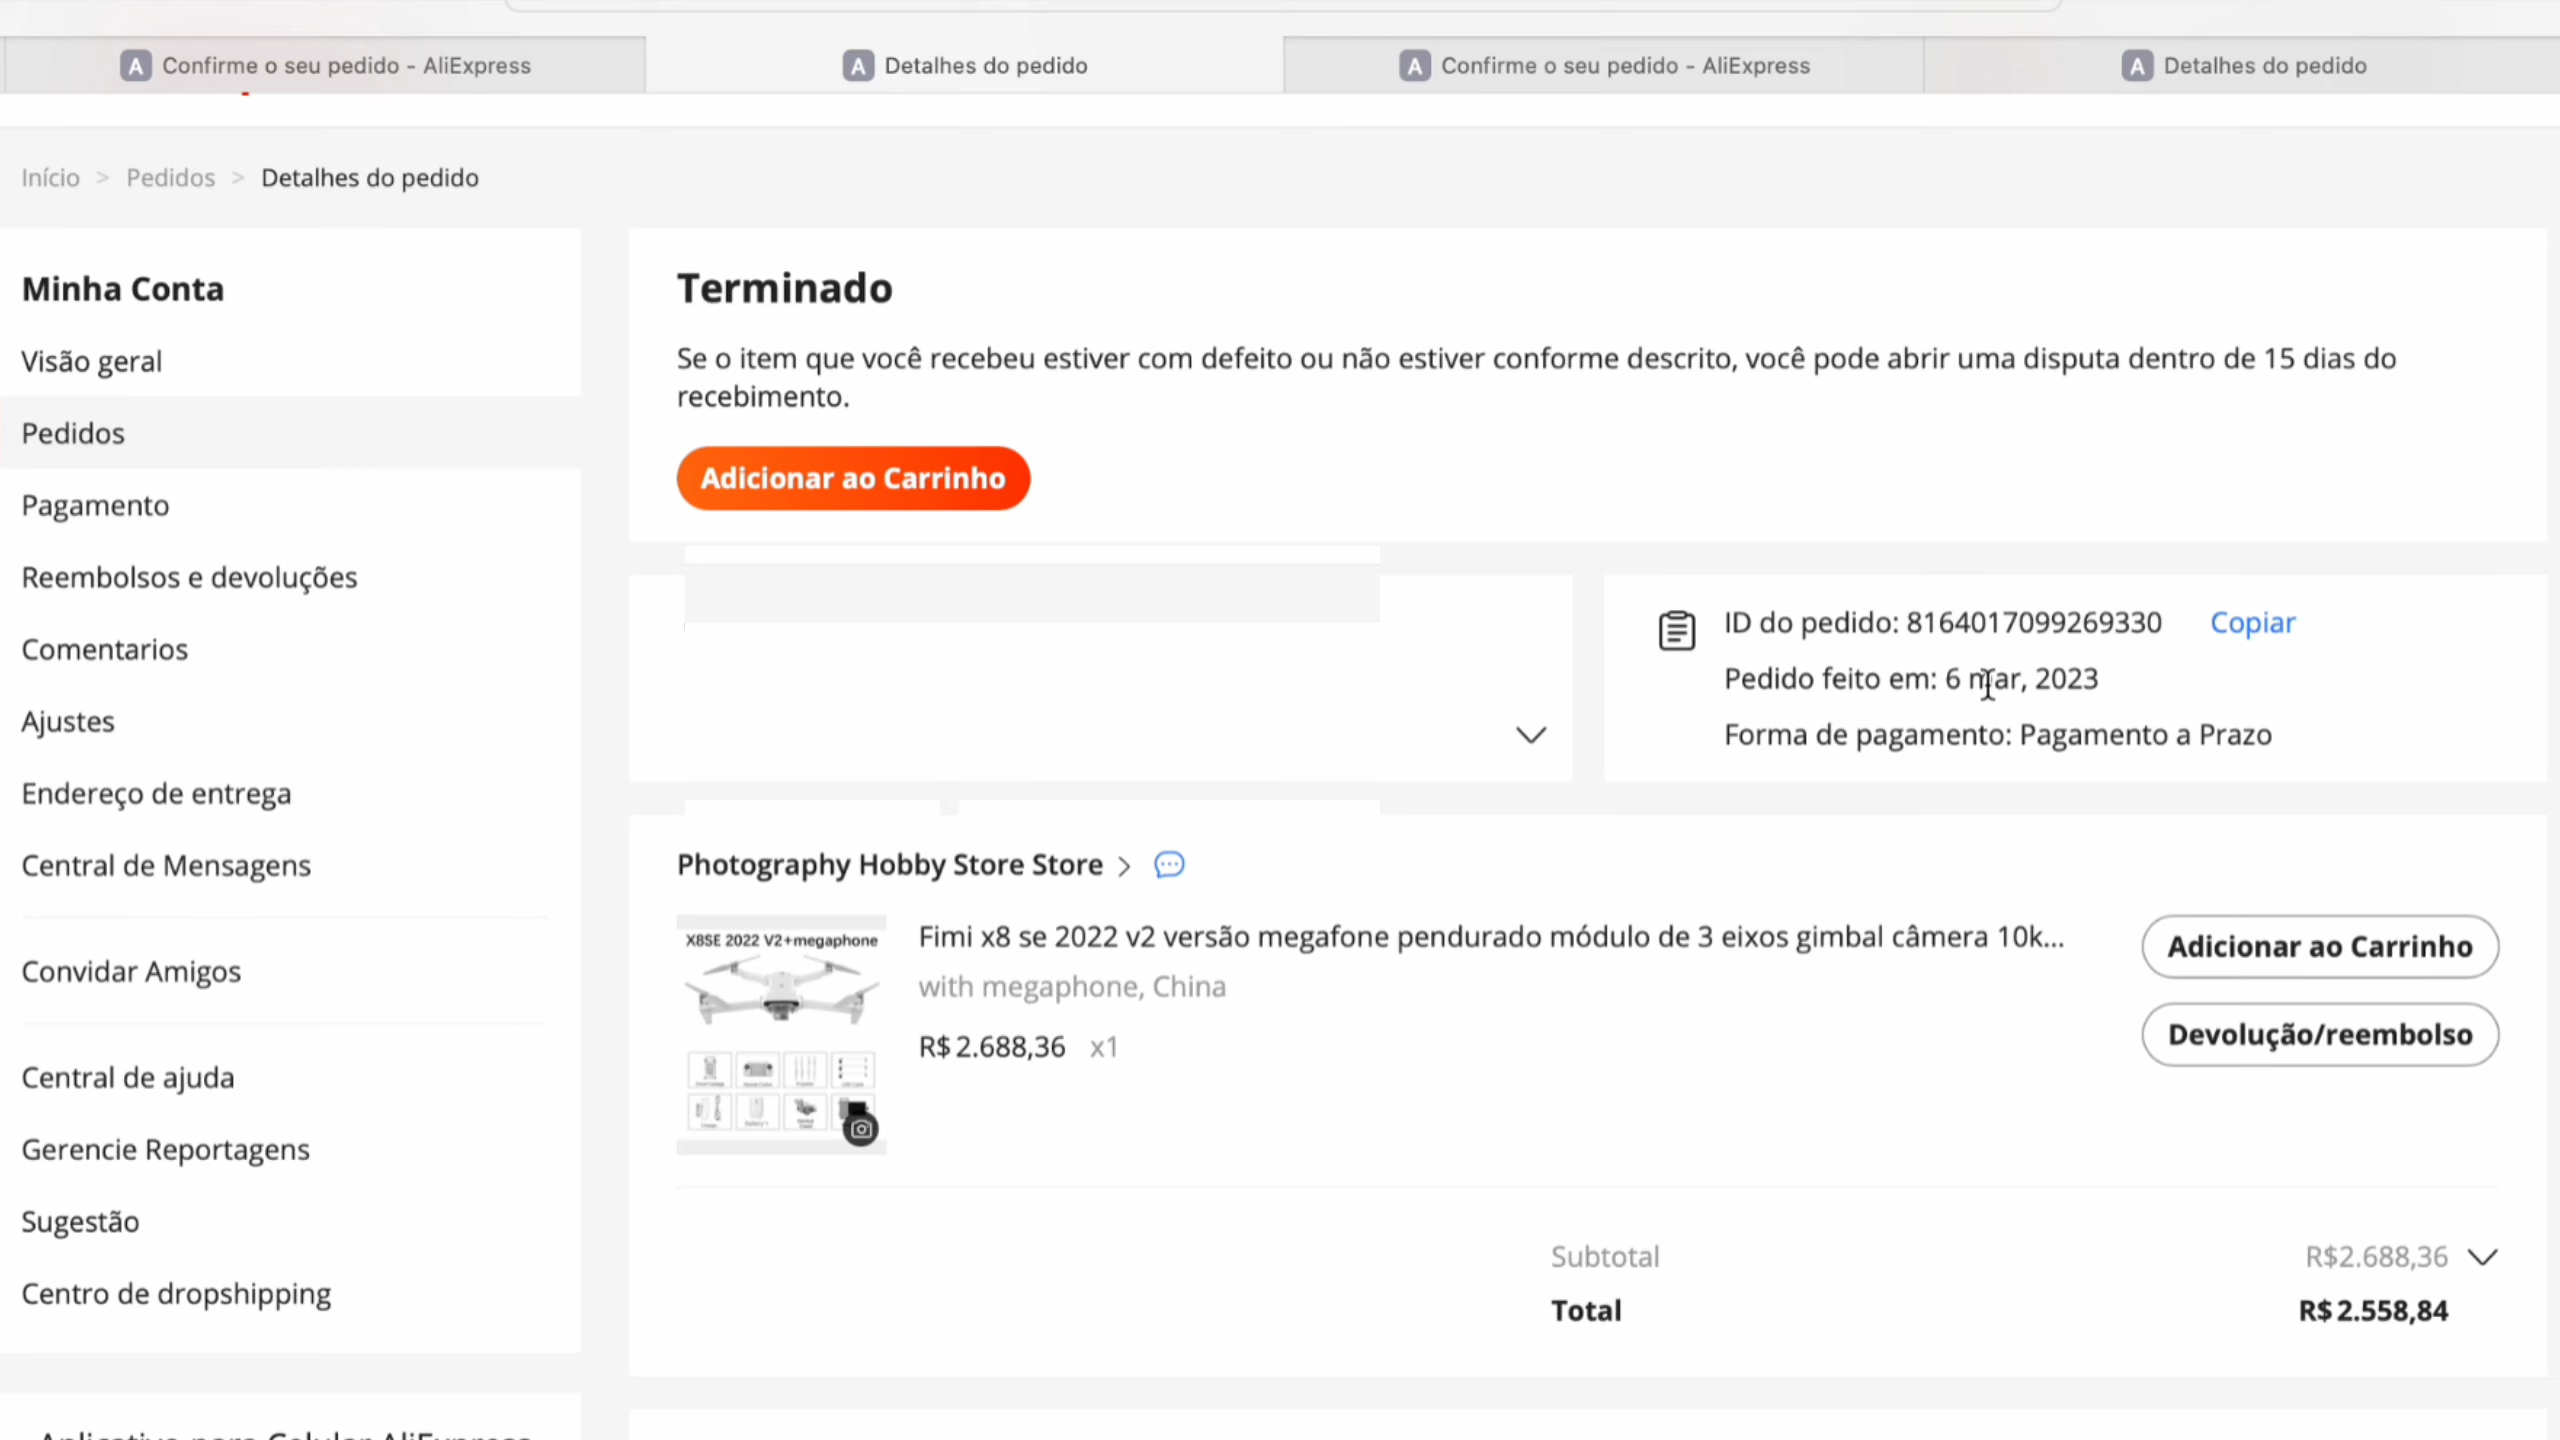 Confirme o seu pedido - AliExpress
Detalhes do pedido
Confirme o seu pedido - AliExpress
Detalhes do pedido
Início > Pedidos > Detalhes do pedido
Minha Conta
Visão geral
Pedidos
Pagamento
Reembolsos e devoluções
Comentarios
Ajustes
Endereço de entrega
Central de Mensagens
Convidar Amigos
Central de ajuda
Gerencie Reportagens
Sugestão
Centro de dropshipping
Aplicativo para Celular AliExpress
Terminado
Se o item que você recebeu estiver com defeito ou não estiver conforme descrito, você pode abrir uma disputa dentro de 15 dias do
recebimento.
Adicionar ao Carrinho
ID do pedido: 8164017099269330 Copiar
Pedido feito em: 6 mar, 2023
Forma de pagamento: Pagamento a Prazo
Photography Hobby Store Store >
X8SE 2022 V2+megaphone
Fimi x8 se 2022 v2 versão megafone pendurado módulo de 3 eixos gimbal câmera 10k...
with megaphone, China
R$2.688,36 x1
Adicionar ao Carrinho
Devolução/reembolso
Subtotal R$2.688,36
Total R$2.558,84